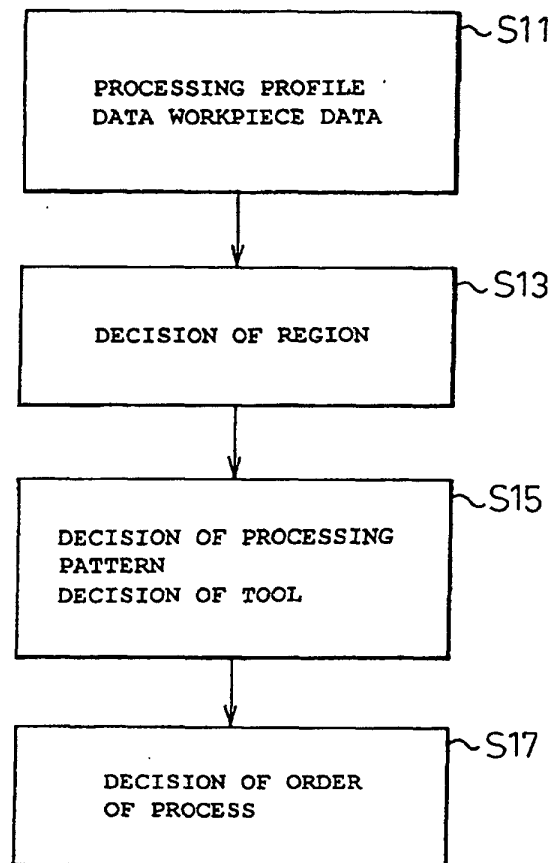 S11
PROCESSING PROFILE
DATA WORKPIECE DATA
S13
DECISION OF REGION
S15
DECISION OF PROCESSING
PATTERN
DECISION OF TOOL
S17
DECISION OF ORDER
OF PROCESS